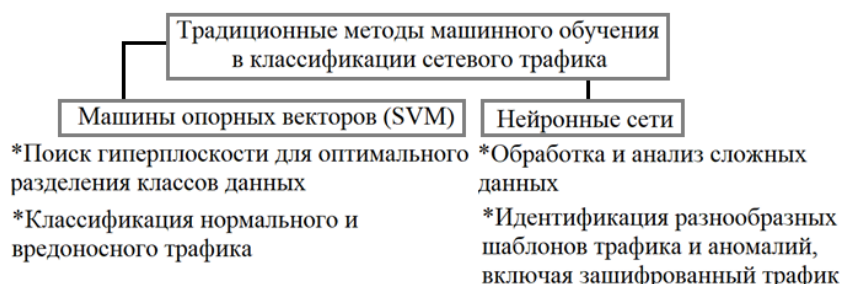 Традиционные методы машинного обучения
в классификации сетевого трафика
Машины опорных векторов (SVM)
*Поиск гиперплоскости для оптимального
разделения классов данных
*Классификация нормального и
вредоносного трафика
Нейронные сети
*Обработка и анализ сложных
данных
*Идентификация разнообразных
шаблонов трафика и аномалий,
включая зашифрованный трафик